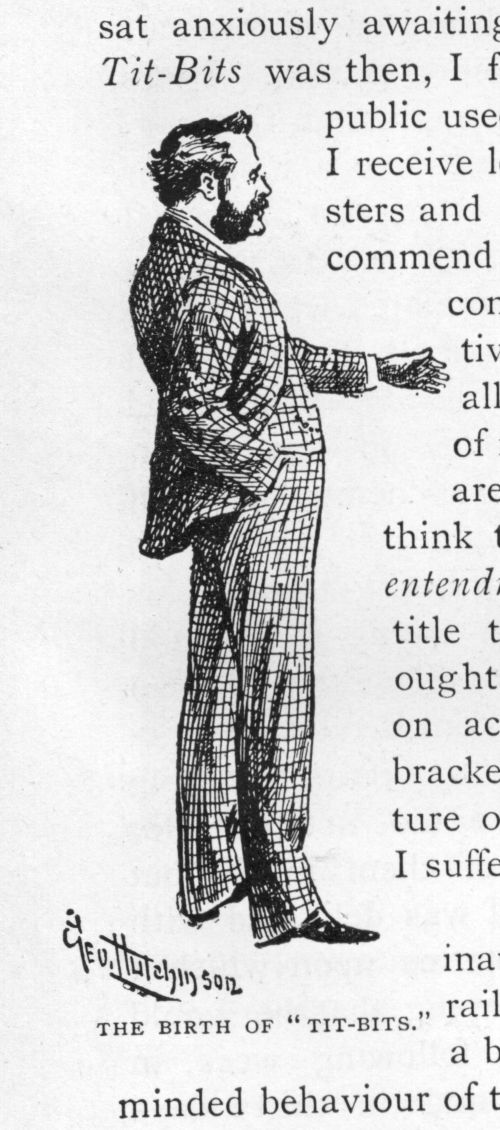 sat anxiously awaiting
Tit-Bits was then, I f
public use
I receive l
sters and
commend
con
tiv
all
of
are
think t
entendr
title t
ought
on ac
bracke
ture o
I suffe
Geo. Hutchinson
inau
THE BIRTH OF “ TIT-BITS.”
rail
a b
minded behaviour of t